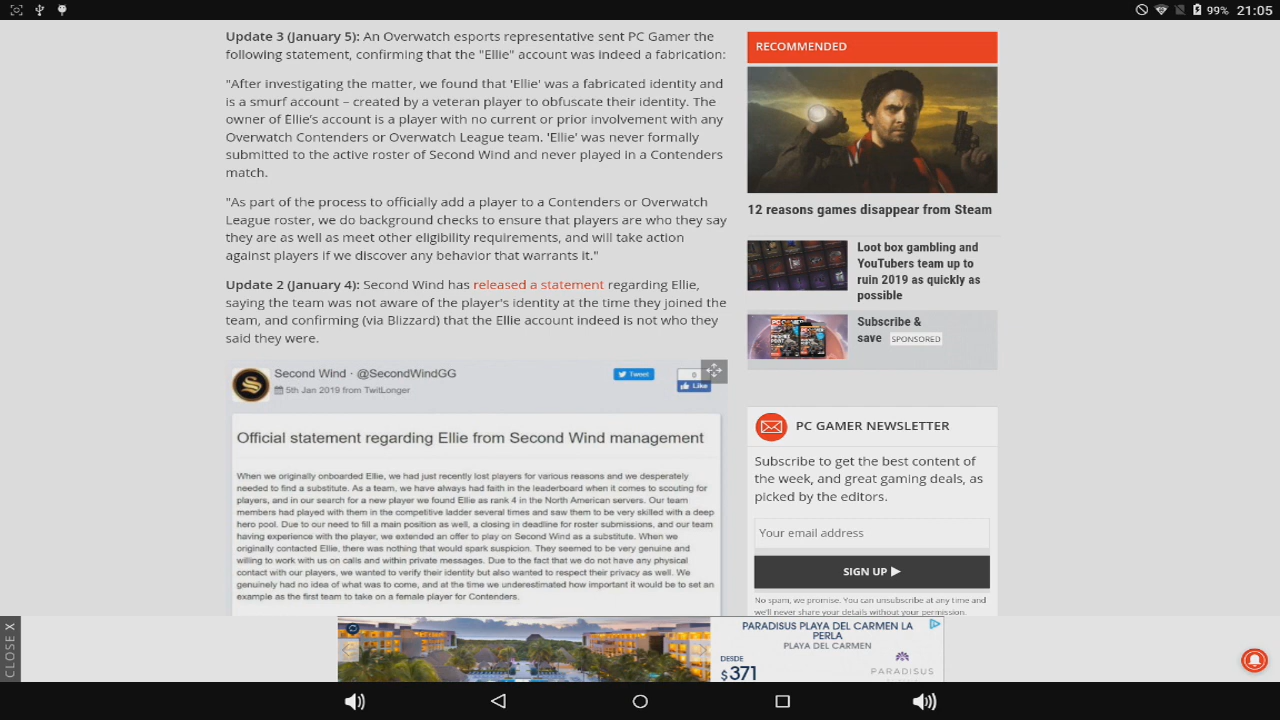 99% 21:05
Update 3 (January 5): An Overwatch esports representative sent PC Gamer the
following statement, confirming that the "Ellie" account was indeed a fabrication:
"After investigating the matter, we found that 'Ellie' was a fabricated identity and
is a smurf account – created by a veteran player to obfuscate their identity. The
owner of Ellie's account is a player with no current or prior involvement with any
Overwatch Contenders or Overwatch League team. 'Ellie' was never formally
submitted to the active roster of Second Wind and never played in a Contenders
match.
"As part of the process to officially add a player to a Contenders or Overwatch
League roster, we do background checks to ensure that players are who they say
they are as well as meet other eligibility requirements, and will take action
against players if we discover any behavior that warrants it."
Update 2 (January 4): Second Wind has released a statement regarding Ellie,
saying the team was not aware of the player's identity at the time they joined the
team, and confirming (via Blizzard) that the Ellie account indeed is not who they
said they were.
Second Wind · @SecondWindGG
5th Jan 2019 from TwitLonger
Tweet
0
Like
Official statement regarding Ellie from Second Wind management
When we originally onboarded Ellie, we had just recently lost players for various reasons and we desperately
needed to find a substitute. As a team, we have always had faith in the leaderboard when it comes to scouting for
players, and in our search for a new player we found Ellie as rank 4 in the North American servers. Our team
members had played with them in the competitive ladder several times and saw them to be very skilled with a deep
hero pool. Due to our need to fill a main position as well, a closing in deadline for roster submissions, and our team
having experience with the player, we extended an offer to play on Second Wind as a substitute. When we
originally contacted Ellie, there was nothing that would spark suspicion. They seemed to be very genuine and
willing to work with us on calls and within private messages. Due to the fact that we do not have any physical
contact with our players, we wanted to verify their identity but also wanted to respect their privacy as well. We
genuinely had no idea of what was to come, and at the time we underestimated how important it would be to set an
example as the first team to take on a female player for Contenders.
RECOMMENDED
12 reasons games disappear from Steam
Loot box gambling and
YouTubers team up to
ruin 2019 as quickly as
possible
Subscribe &
save SPONSORED
PC GAMER NEWSLETTER
Subscribe to get the best content of
the week, and great gaming deals, as
picked by the editors.
Your email address
SIGN UP
No spam, we promise. You can unsubscribe at any time and
we'll never share your details without your permission.
CLOSE X
PARADISUS PLAYA DEL CARMEN LA
PERLA
PLAYA DEL CARMEN
DESDE
$371
PARADISUS